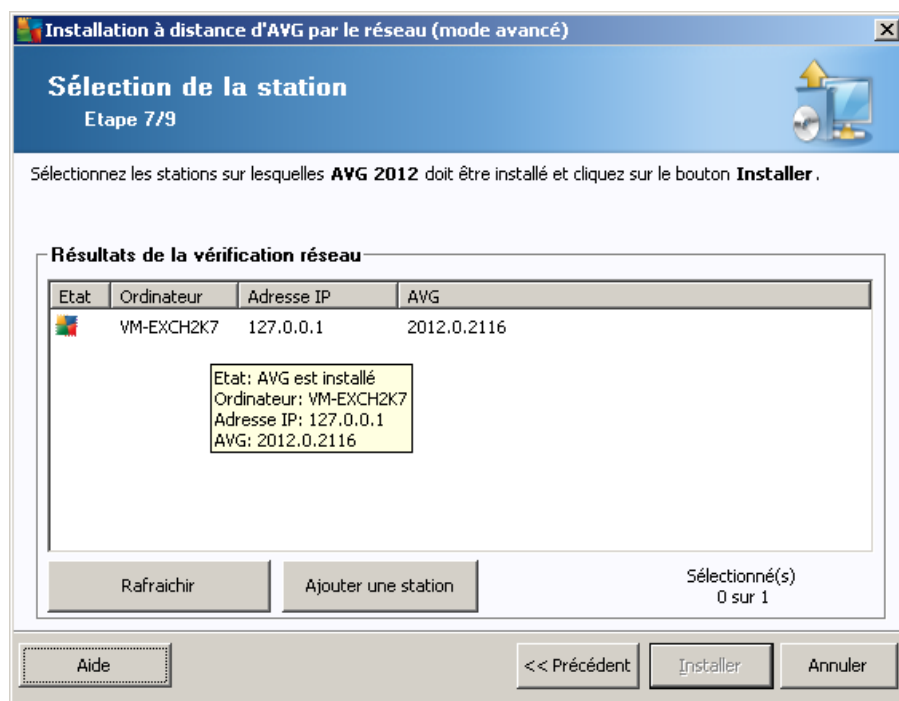 Installation à distance d'AVG par le réseau (mode avancé)
Sélection de la station
Etape 7/9
Sélectionnez les stations sur lesquelles AVG 2012 doit être installé et cliquez sur le bouton Installer.
Résultats de la vérification réseau
Etat Ordinateur Adresse IP AVG
VM-EXCH2K7 127.0.0.1 2012.0.2116
Etat: AVG est installé
Ordinateur: VM-EXCH2K7
Adresse IP: 127.0.0.1
AVG: 2012.0.2116
Rafraichir Ajouter une station Sélectionné(s)
0 sur 1
Aide << Précédent Installer Annuler